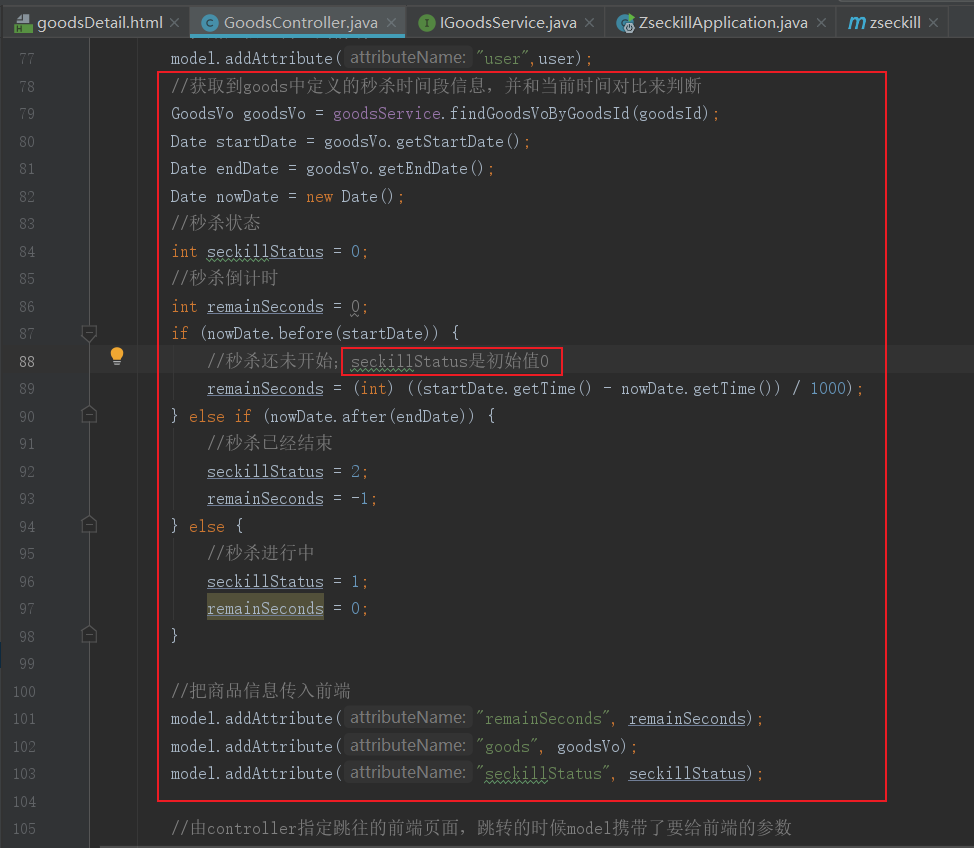 goodsDetail.html GoodsController.java IGoodsService.java ZseckillApplication.java zseckill
77 model.addAttribute( attributeName: "user",user);
78 //获取到goods中定义的秒杀时间段信息，并和当前时间对比来判断
79 GoodsVo goodsVo = goodsService.findGoodsVoByGoodsId(goodsId);
80 Date startDate = goodsVo.getStartDate();
81 Date endDate = goodsVo.getEndDate();
82 Date nowDate = new Date();
83 //秒杀状态
84 int seckillStatus = 0;
85 //秒杀倒计时
86 int remainSeconds = 0;
87 if (nowDate.before(startDate)) {
88 //秒杀还未开始；seckillStatus是初始值0
89 remainSeconds = (int) ((startDate.getTime() - nowDate.getTime()) / 1000);
90 } else if (nowDate.after(endDate)) {
91 //秒杀已经结束
92 seckillStatus = 2;
93 remainSeconds = -1;
94 } else {
95 //秒杀进行中
96 seckillStatus = 1;
97 remainSeconds = 0;
98 }
99
100 //把商品信息传入前端
101 model.addAttribute( attributeName: "remainSeconds", remainSeconds);
102 model.addAttribute( attributeName: "goods", goodsVo);
103 model.addAttribute( attributeName: "seckillStatus", seckillStatus);
104
105 //由controller指定跳往的前端页面，跳转的时候model携带了要给前端的参数